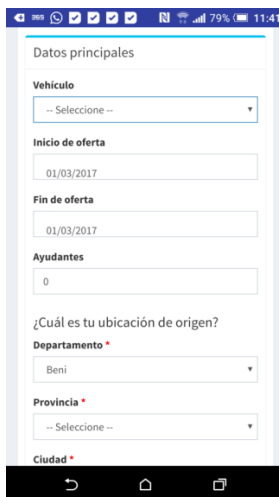 79% 11:41
Datos principales
Vehículo
-- Seleccione --
Inicio de oferta
01/03/2017
Fin de oferta
01/03/2017
Ayudantes
0
¿Cuál es tu ubicación de origen?
Departamento *
Beni
Provincia *
-- Seleccione --
Ciudad *